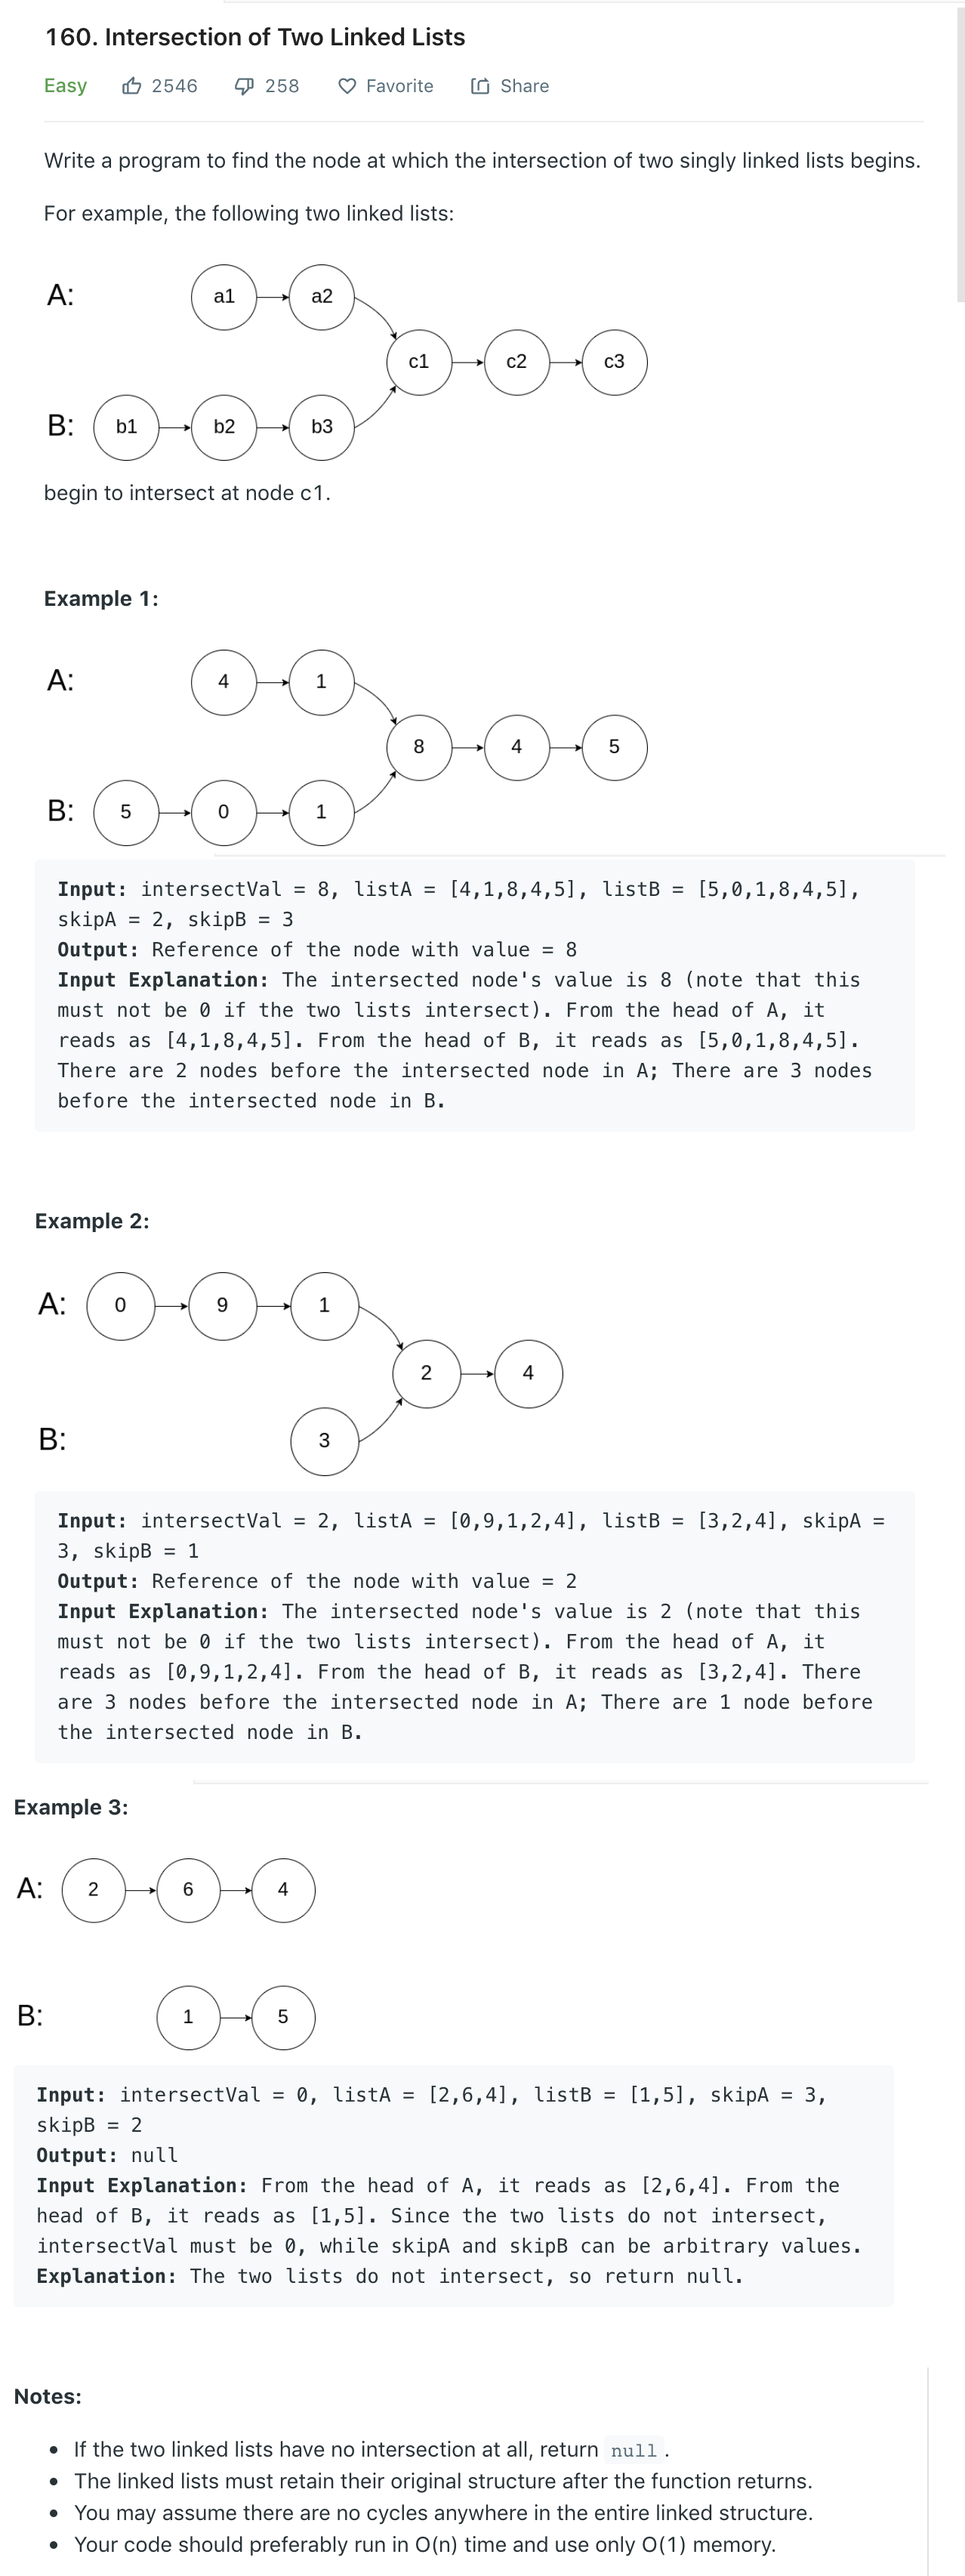 160. Intersection of Two Linked Lists
Easy 2546 258 Favorite Share
Write a program to find the node at which the intersection of two singly linked lists begins.
For example, the following two linked lists:
A: a1 a2
c1 c2 c3
B: b1 b2 b3
begin to intersect at node c1.
Example 1:
A: 4 1
8 4 5
B: 5 0 1
Input: intersectVal = 8, listA = [4,1,8,4,5], listB = [5,0,1,8,4,5],
skipA = 2, skipB = 3
Output: Reference of the node with value = 8
Input Explanation: The intersected node's value is 8 (note that this
must not be 0 if the two lists intersect). From the head of A, it
reads as [4,1,8,4,5]. From the head of B, it reads as [5,0,1,8,4,5].
There are 2 nodes before the intersected node in A; There are 3 nodes
before the intersected node in B.
Example 2:
A: 0 9 1
2 4
B: 3
Input: intersectVal = 2, listA = [0,9,1,2,4], listB = [3,2,4], skipA =
3, skipB = 1
Output: Reference of the node with value = 2
Input Explanation: The intersected node's value is 2 (note that this
must not be 0 if the two lists intersect). From the head of A, it
reads as [0,9,1,2,4]. From the head of B, it reads as [3,2,4]. There
are 3 nodes before the intersected node in A; There are 1 node before
the intersected node in B.
Example 3:
A: 2 6 4
B: 1 5
Input: intersectVal = 0, listA = [2,6,4], listB = [1,5], skipA = 3,
skipB = 2
Output: null
Input Explanation: From the head of A, it reads as [2,6,4]. From the
head of B, it reads as [1,5]. Since the two lists do not intersect,
intersectVal must be 0, while skipA and skipB can be arbitrary values.
Explanation: The two lists do not intersect, so return null.
Notes:
• If the two linked lists have no intersection at all, return null.
• The linked lists must retain their original structure after the function returns.
• You may assume there are no cycles anywhere in the entire linked structure.
• Your code should preferably run in O(n) time and use only O(1) memory.